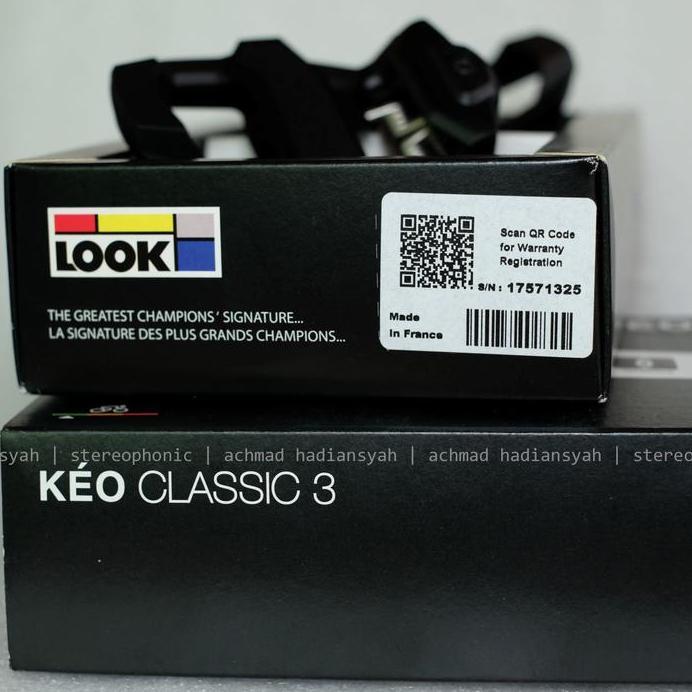 LOOK
THE GREATEST CHAMPIONS' SIGNATURE...
LA SIGNATURE DES PLUS GRANDS CHAMPIONS...
Scan QR Code
for Warranty
Registration
S/N : 17571325
Made
In France
syah | stereophonic | achmad hadiansyah | achmad hadiansyah | stereo
KÉO CLASSIC 3